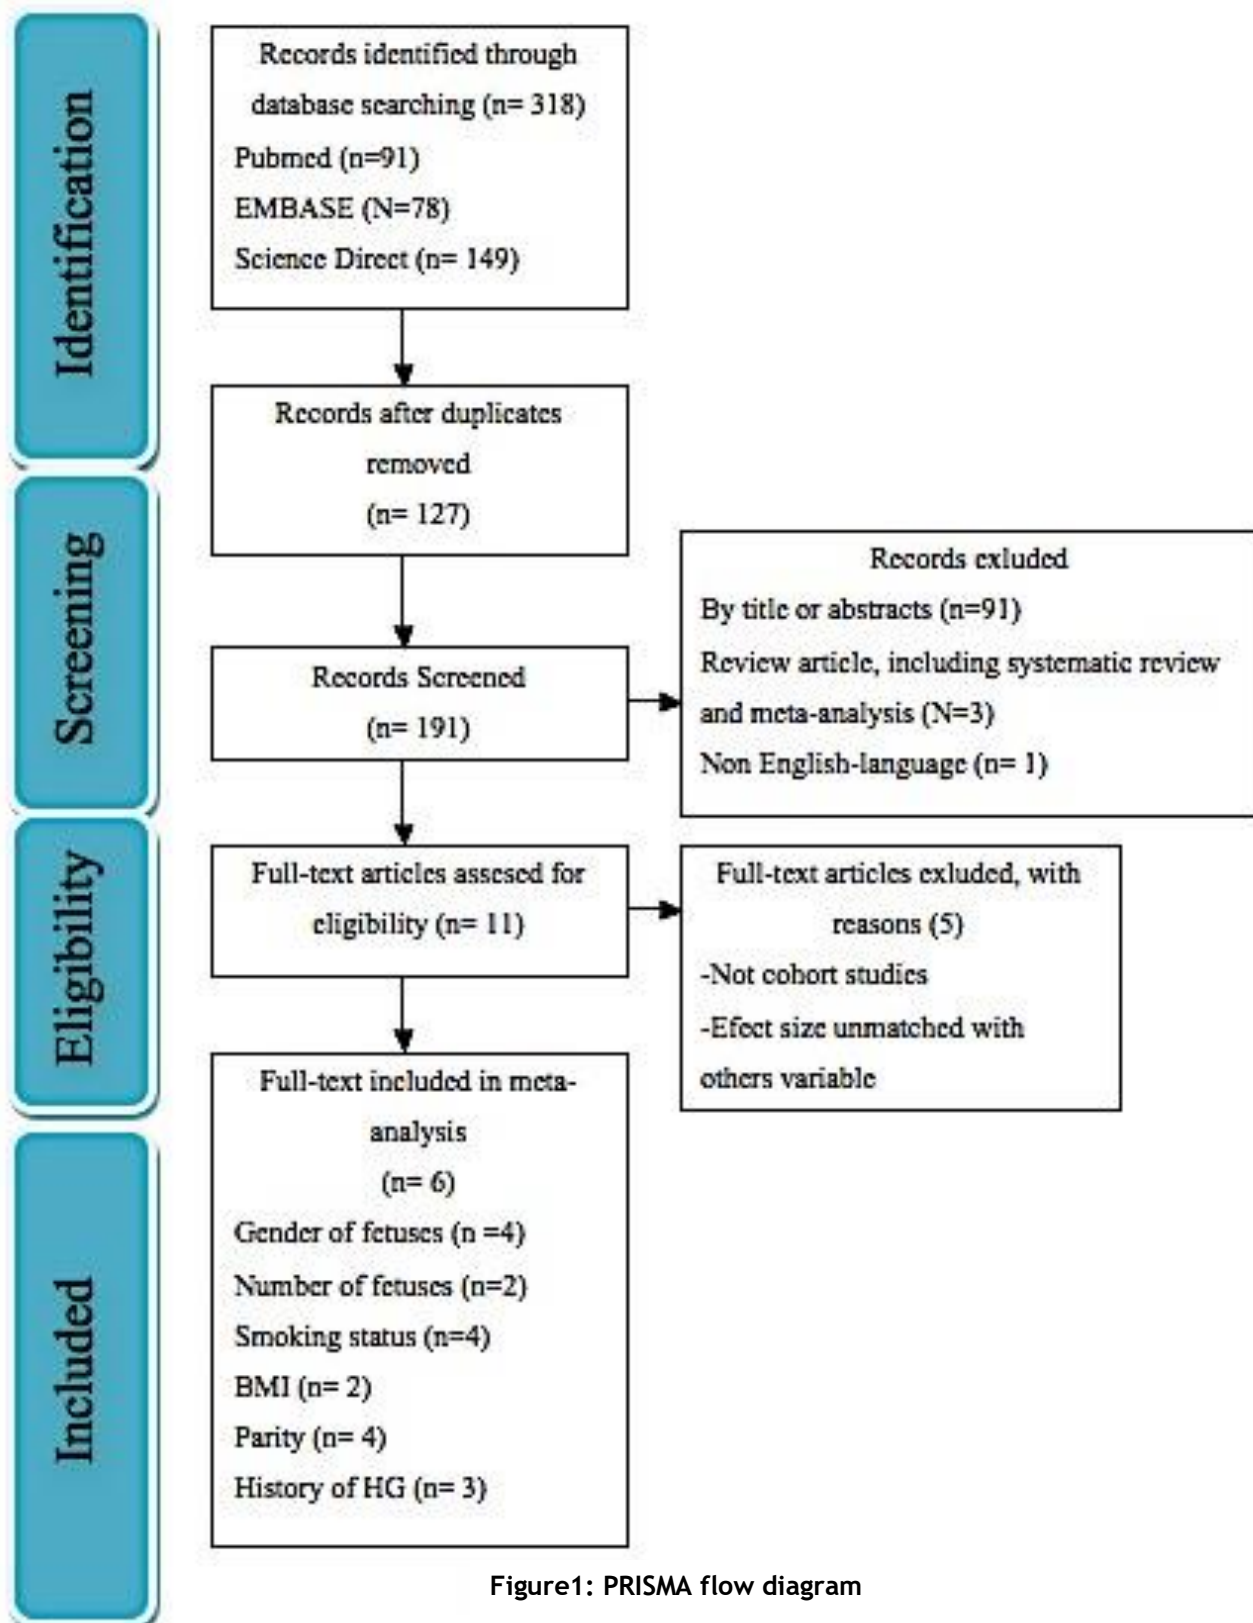 Identification
Records identified through
database searching (n= 318)
Pubmed (n=91)
EMBASE (N=78)
Science Direct (n= 149)
Records after duplicates
removed
(n= 127)
Screening
Records Screened
(n= 191)
Records exluded
By title or abstracts (n=91)
Review article, including systematic review
and meta-analysis (N=3)
Non English-language (n= 1)
Eligibility
Full-text articles assesed for
eligibility (n= 11)
Full-text articles exluded, with
reasons (5)
-Not cohort studies
-Efect size unmatched with
others variable
Included
Full-text included in meta-
analysis
(n= 6)
Gender of fetuses (n =4)
Number of fetuses (n=2)
Smoking status (n=4)
BMI (n= 2)
Parity (n= 4)
History of HG (n= 3)
Figure1: PRISMA flow diagram